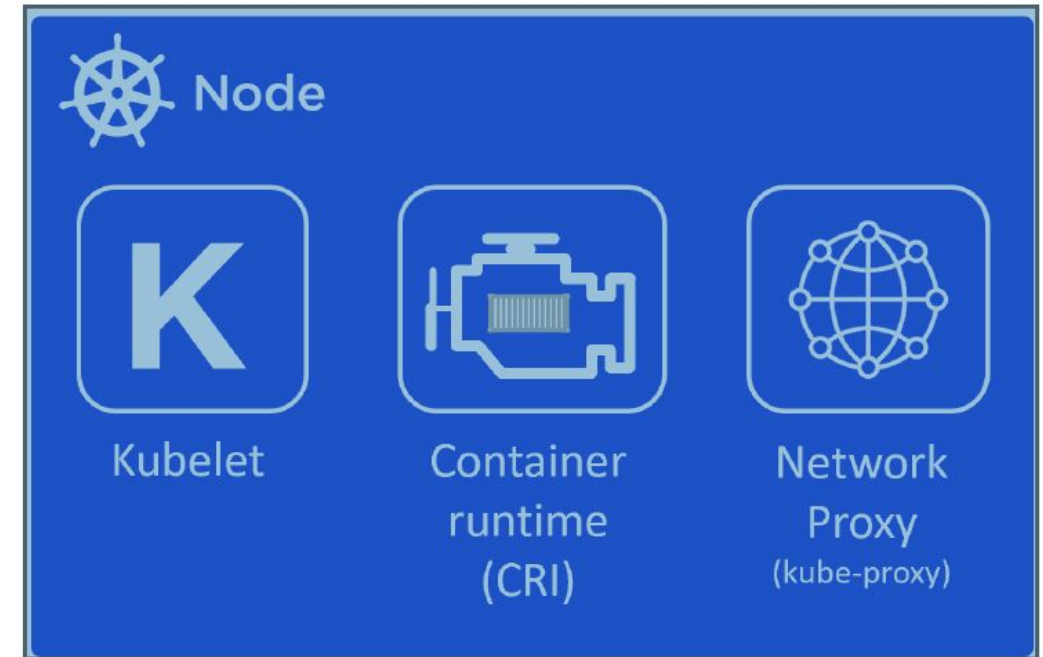 Node
K
Kubelet
Container
runtime
(CRI)
Network
Proxy
(kube-proxy)